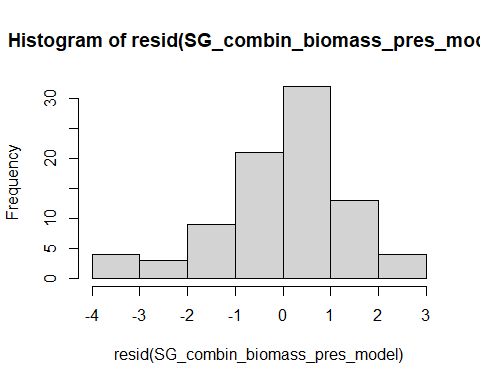 Histogram of resid(SG_combin_biomass_pres_mod
Frequency
30
20
10
5
0
-4 -3 -2 -1 0 1 2 3
resid(SG_combin_biomass_pres_model)